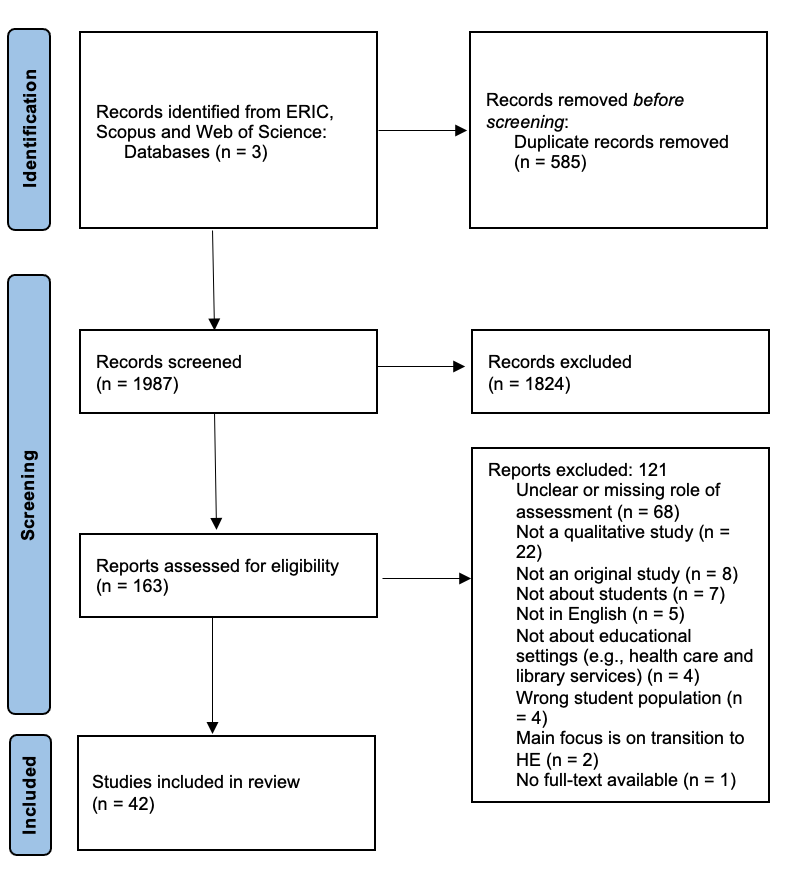 Identification
Records identified from ERIC,
Scopus and Web of Science:
Databases (n = 3)
Records removed before
screening:
Duplicate records removed
(n = 585)
Screening
Records screened
(n = 1987)
Records excluded
(n = 1824)
Reports assessed for eligibility
(n = 163)
Reports excluded: 121
Unclear or missing role of
assessment (n = 68)
Not a qualitative study (n =
22)
Not an original study (n = 8)
Not about students (n = 7)
Not in English (n = 5)
Not about educational
settings (e.g., health care and
library services) (n = 4)
Wrong student population (n
= 4)
Main focus is on transition to
HE (n = 2)
No full-text available (n = 1)
Included
Studies included in review
(n = 42)